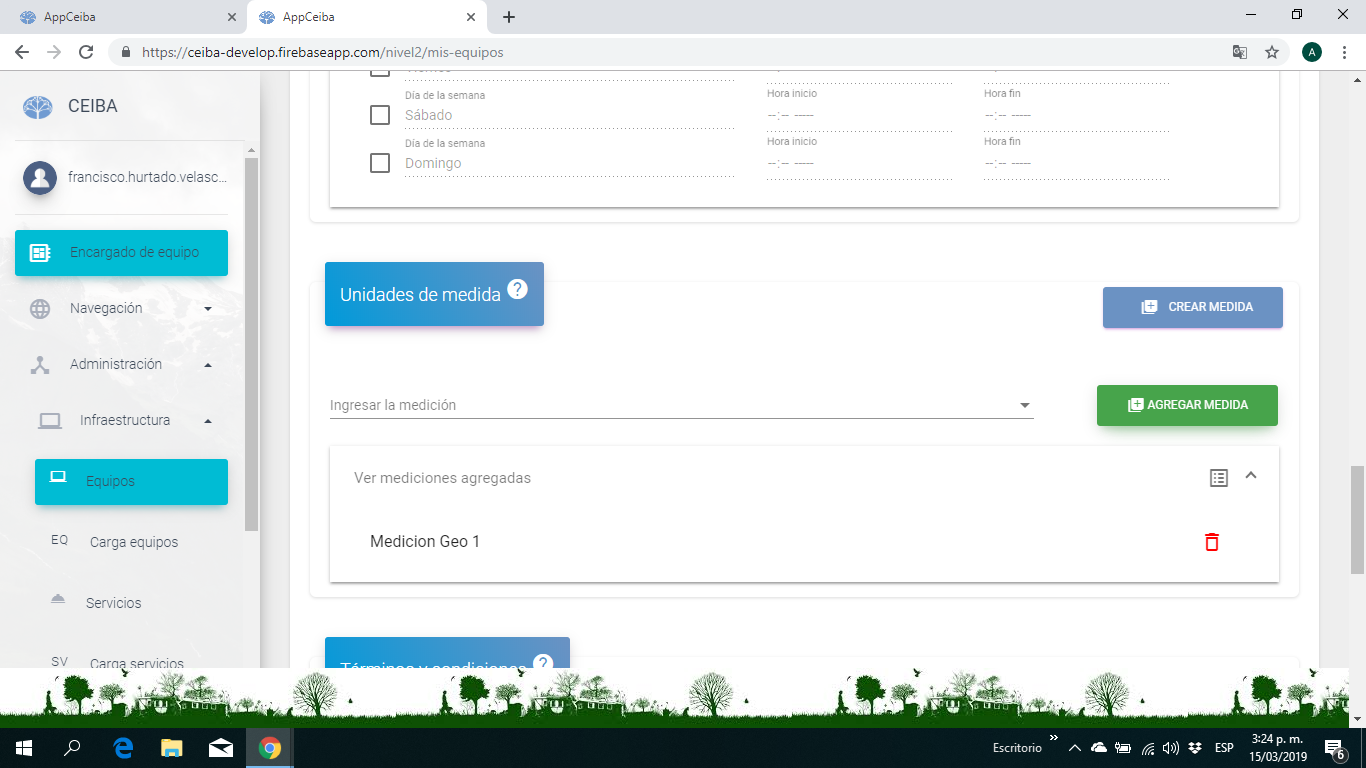 AppCeiba
AppCeiba
https://ceiba-develop.firebaseapp.com/nivel2/mis-equipos
A
CEIBA
francisco.hurtado.velasc...
Encargado de equipo
Navegación
Administración
Infraestructura
Equipos
EQ Carga equipos
Servicios
SV Carga servicios
Día de la semana Hora inicio Hora fin
Sábado --:-- ----- --:-- -----
Día de la semana Hora inicio Hora fin
Domingo --:-- ----- --:-- -----
Unidades de medida ?
CREAR MEDIDA
Ingresar la medición
AGREGAR MEDIDA
Ver mediciones agregadas
Medicion Geo 1
Términos y condiciones ?
Escritorio
ESP
3:24 p. m.
15/03/2019
6